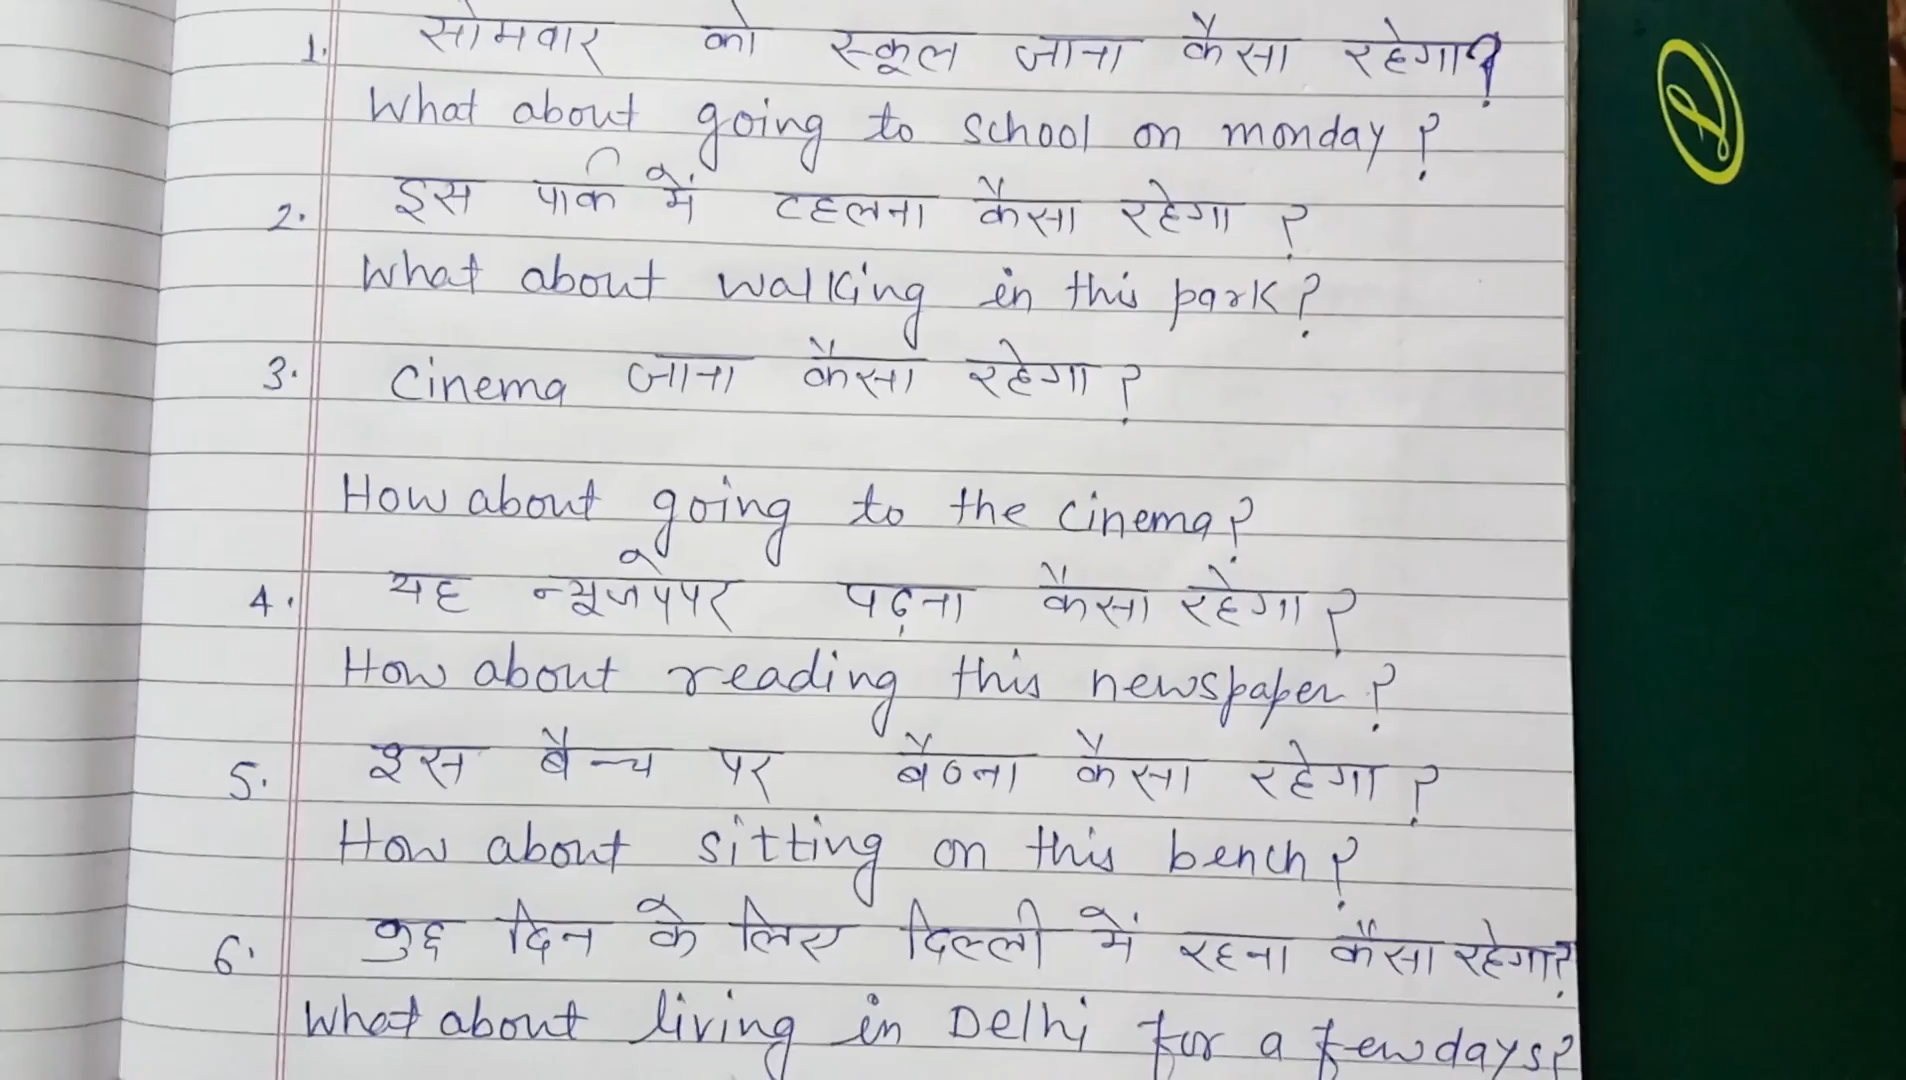 1. सोमवार को स्कूल जाना कैसा रहेगा?
What about going to school on monday?
2. इस पार्क में टहलना कैसा रहेगा?
What about walking in this park?
3. Cinema जाना कैसा रहेगा?
How about going to the cinema?
4. यह न्यूजपेपर पढ़ना कैसा रहेगा?
How about reading this newspaper?
5. इस बैन्च पर बैठना कैसा रहेगा?
How about sitting on this bench?
6. कुछ दिन के लिए दिल्ली में रहना कैसा रहेगा?
What about living in Delhi for a few days?